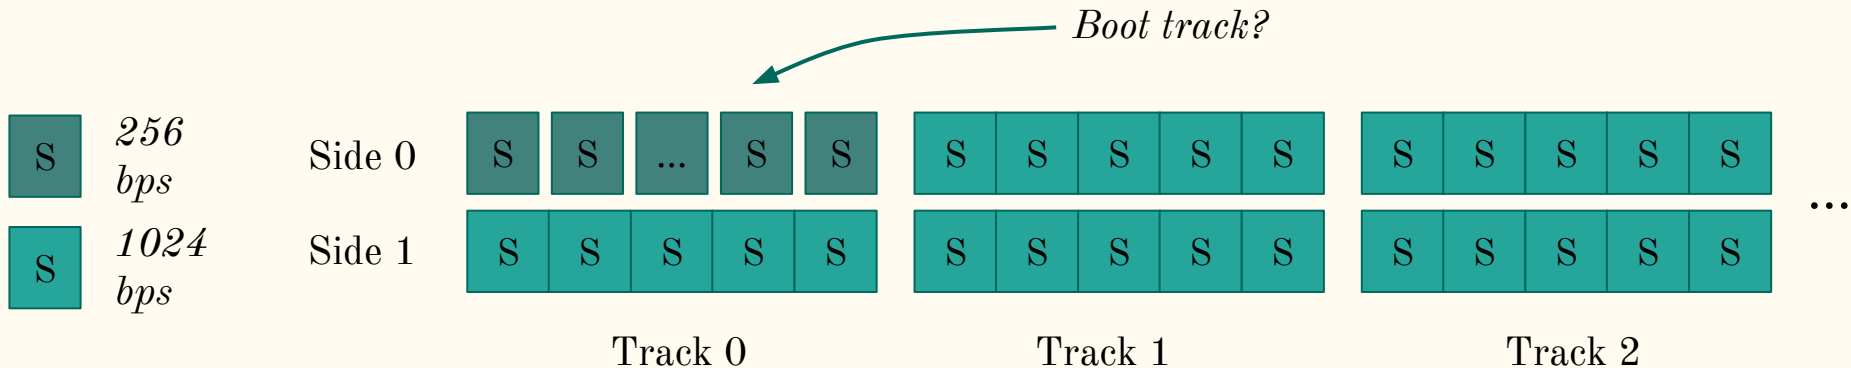 Boot track?
S 256 bps
S 1024 bps
Side 0 S S ... S S S S S S S S S S S S
Side 1 S S S S S S S S S S S S S S S
...
Track 0 Track 1 Track 2